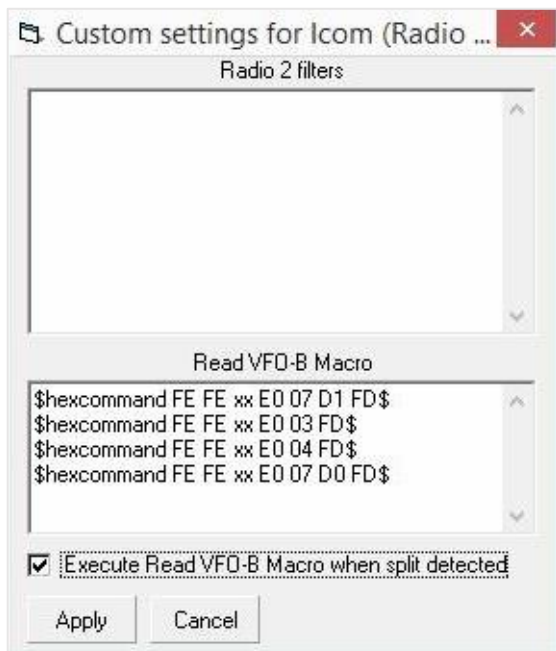 Custom settings for Icom (Radio ...
Radio 2 filters
Read VFO-B Macro
$hexcommand FE FE xx E0 07 D1 FD$
$hexcommand FE FE xx E0 03 FD$
$hexcommand FE FE xx E0 04 FD$
$hexcommand FE FE xx E0 07 D0 FD$
Execute Read VFO-B Macro when split detected
Apply Cancel